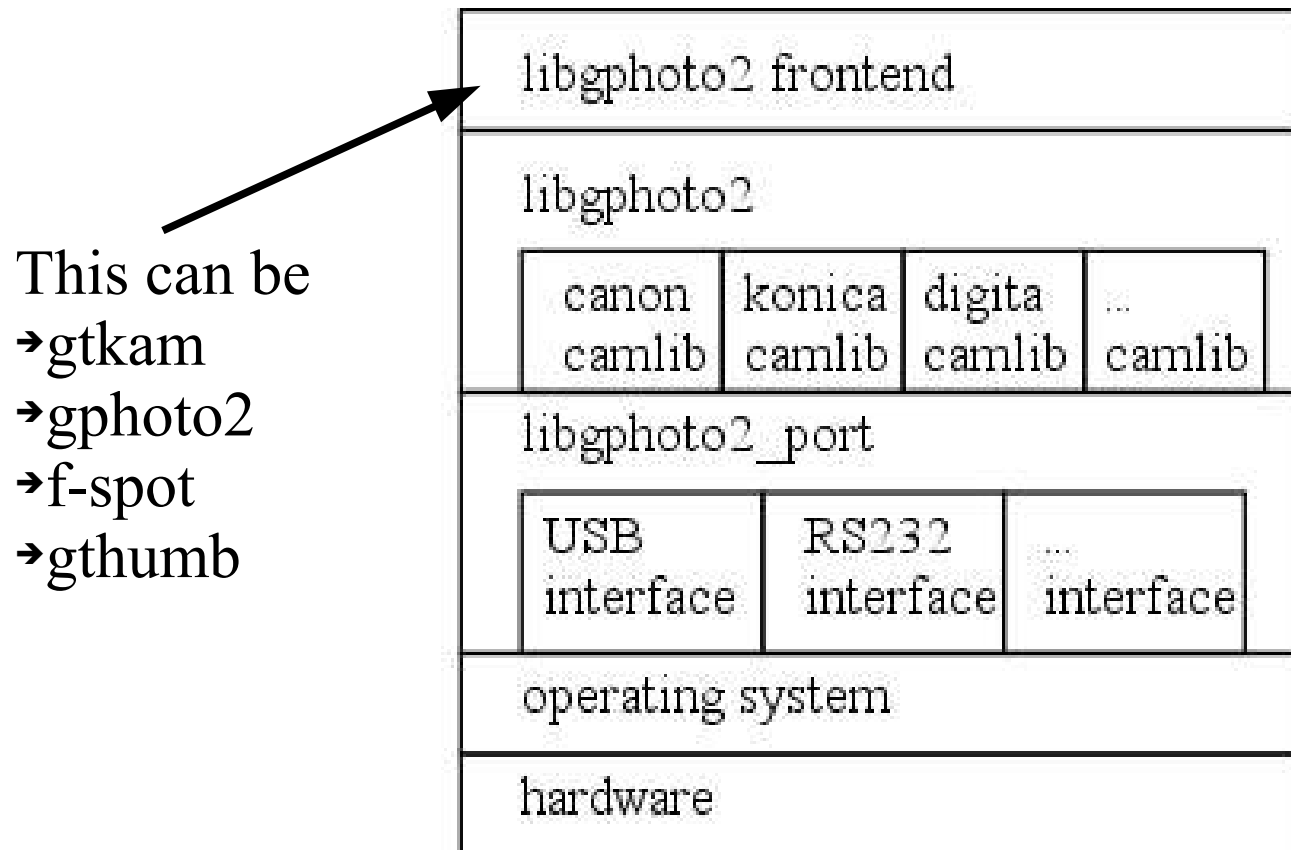 libgphoto2 frontend
libgphoto2
canon camlib
konica camlib
digita camlib
... camlib
libgphoto2_port
USB interface
RS232 interface
... interface
operating system
hardware
This can be
➔gtkam
➔gphoto2
➔f-spot
➔gthumb